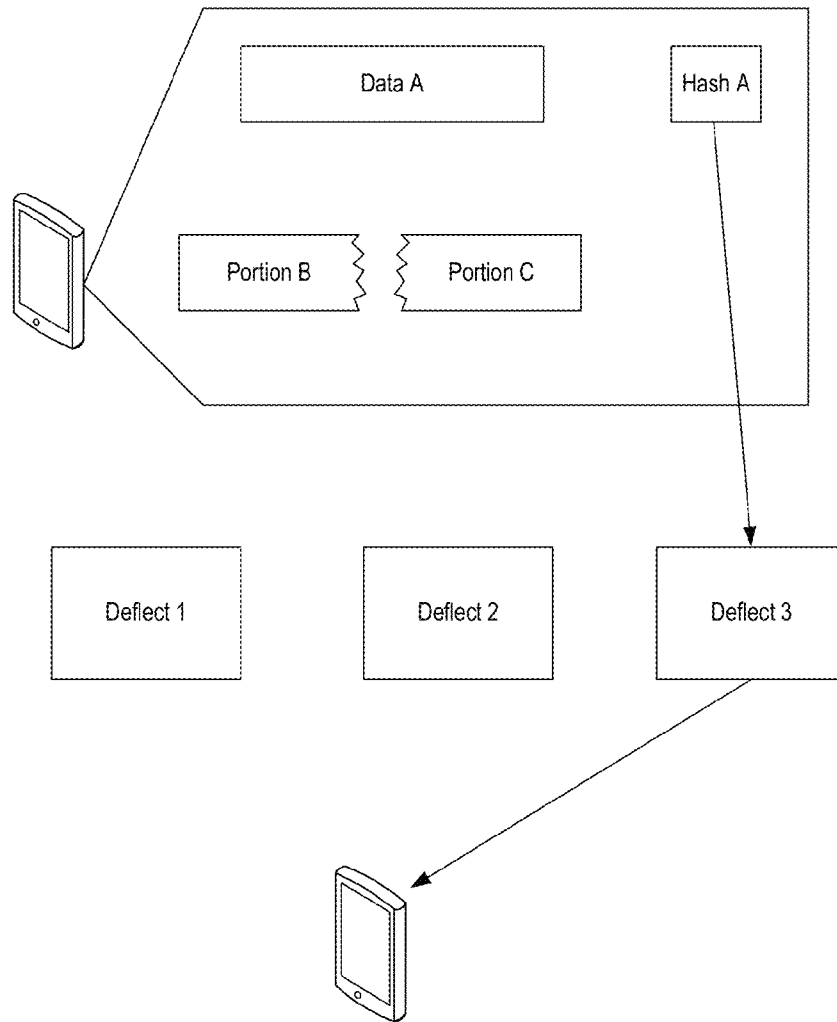 Data A
Hash A
Portion B
Portion C
Deflect 1
Deflect 2
Deflect 3